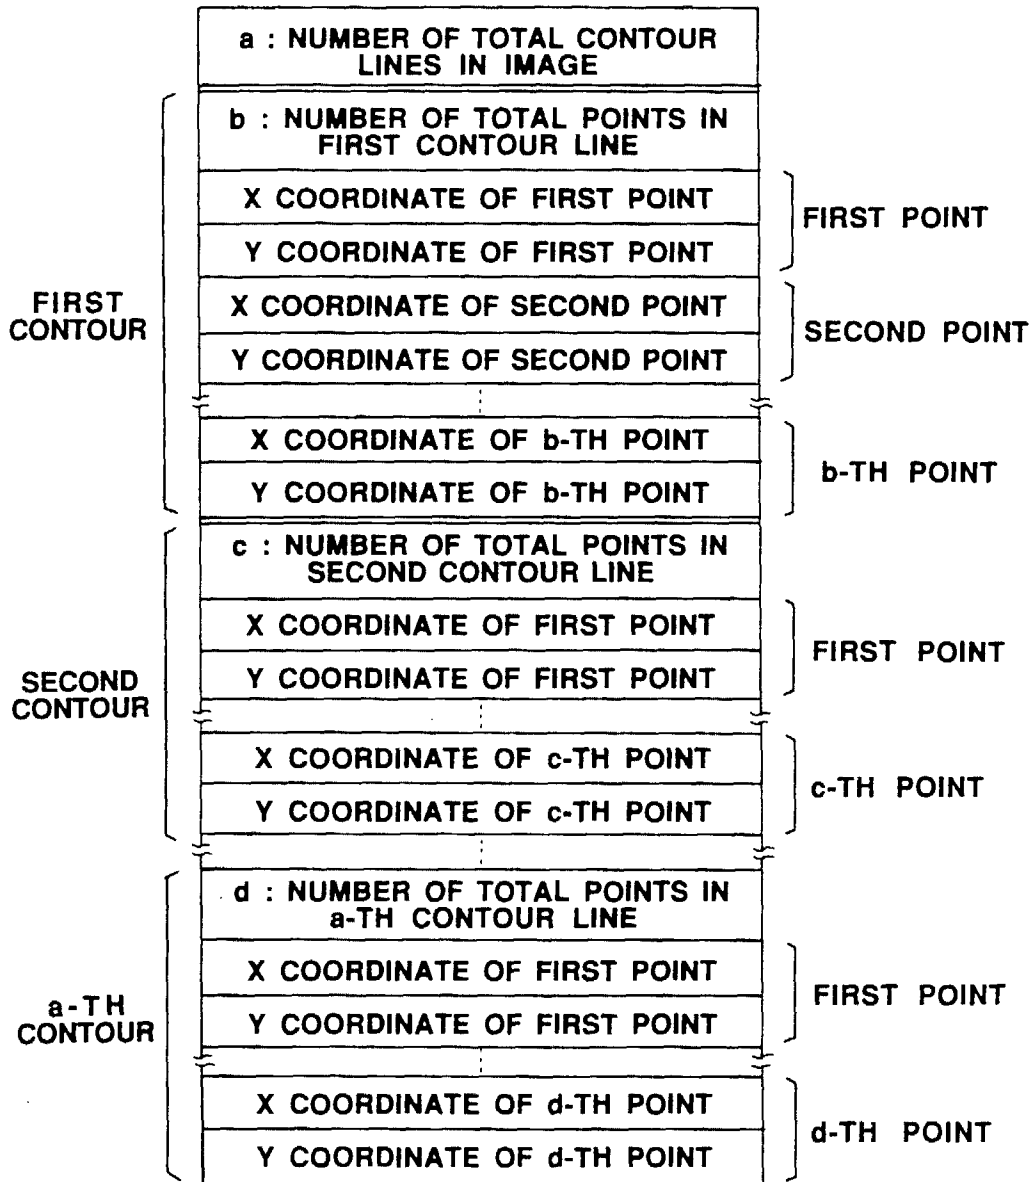 a : NUMBER OF TOTAL CONTOUR
LINES IN IMAGE
b : NUMBER OF TOTAL POINTS IN
FIRST CONTOUR LINE
X COORDINATE OF FIRST POINT
Y COORDINATE OF FIRST POINT
FIRST POINT
FIRST
CONTOUR
X COORDINATE OF SECOND POINT
Y COORDINATE OF SECOND POINT
SECOND POINT
X COORDINATE OF b-TH POINT
Y COORDINATE OF b-TH POINT
b-TH POINT
c : NUMBER OF TOTAL POINTS IN
SECOND CONTOUR LINE
X COORDINATE OF FIRST POINT
Y COORDINATE OF FIRST POINT
FIRST POINT
SECOND
CONTOUR
X COORDINATE OF c-TH POINT
Y COORDINATE OF c-TH POINT
c-TH POINT
d : NUMBER OF TOTAL POINTS IN
a-TH CONTOUR LINE
X COORDINATE OF FIRST POINT
Y COORDINATE OF FIRST POINT
FIRST POINT
a-TH
CONTOUR
X COORDINATE OF d-TH POINT
Y COORDINATE OF d-TH POINT
d-TH POINT